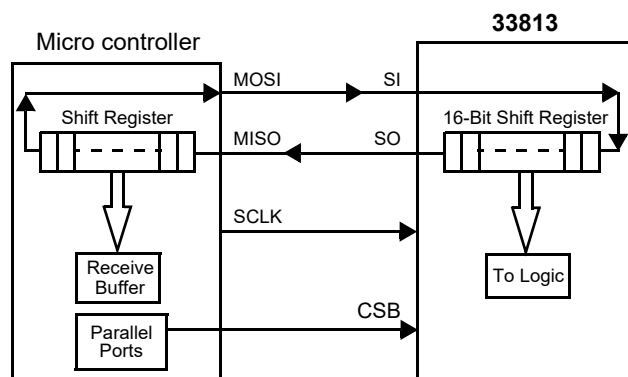 33813
Micro controller
MOSI
SI
Shift Register
16-Bit Shift Register
MISO
SO
SCLK
Receive
Buffer
To Logic
CSB
Parallel
Ports